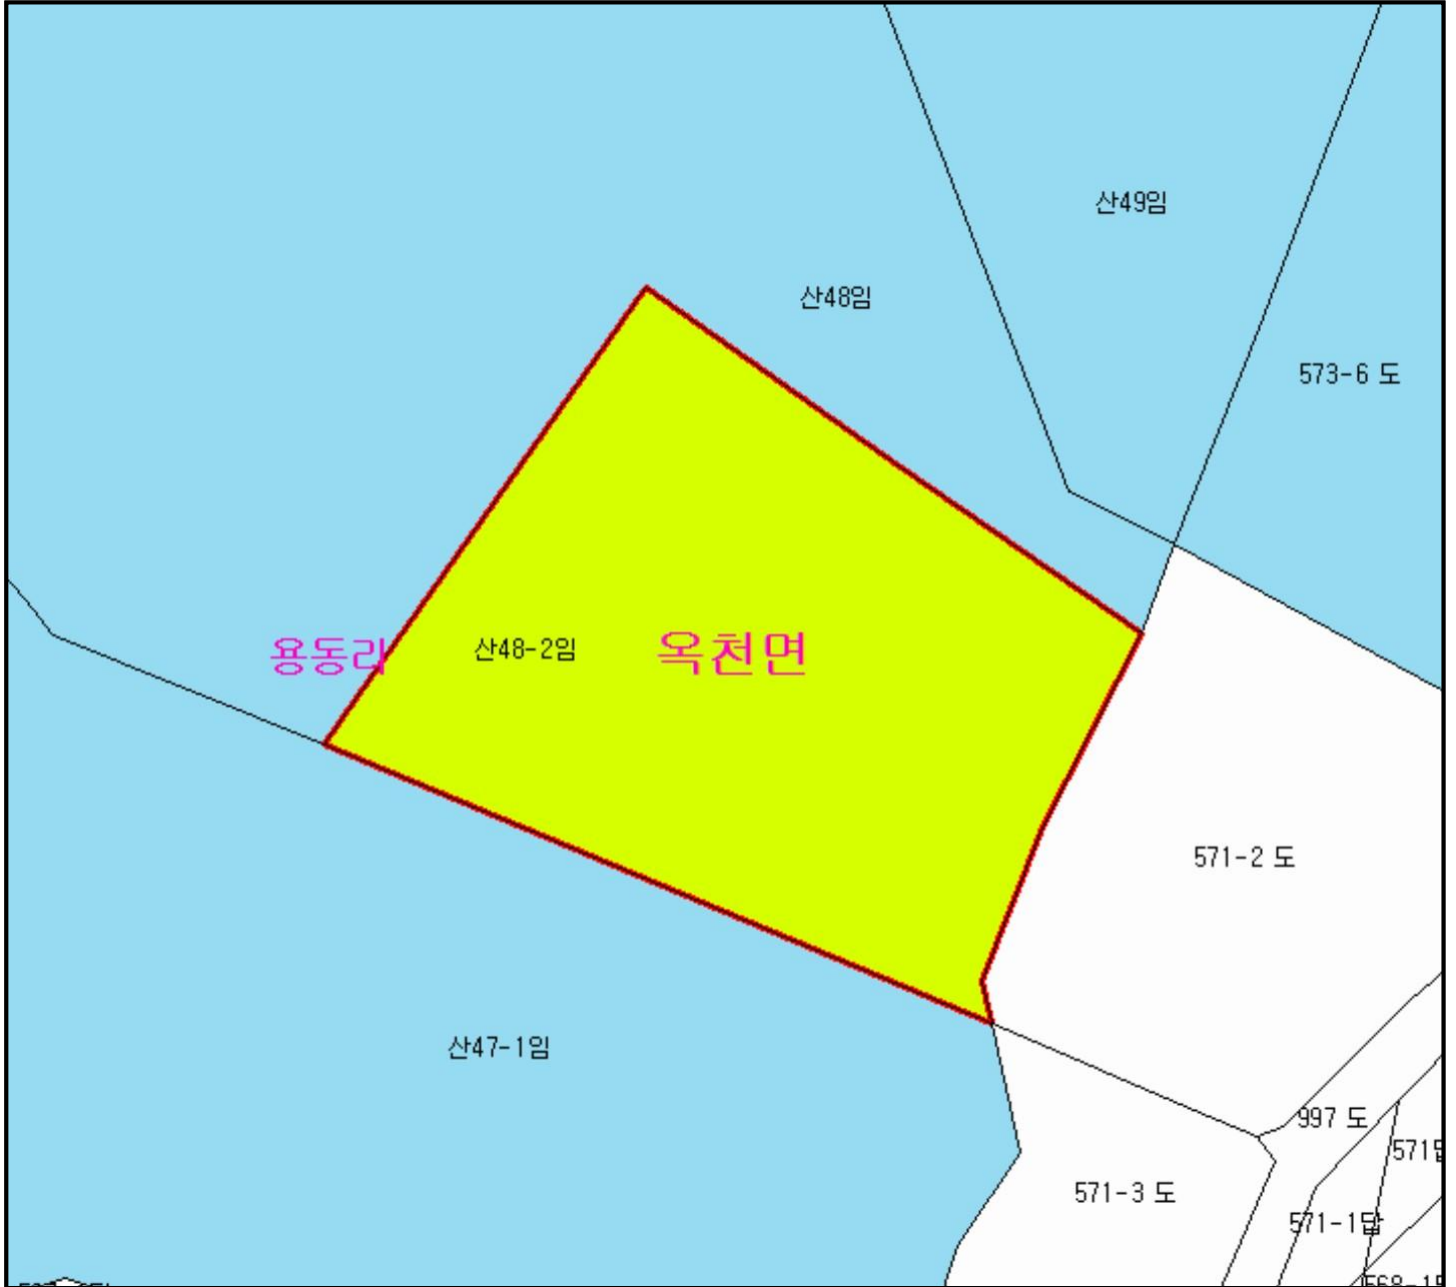 산49임
산48임
573-6 도
용동리
산48-2임
옥천면
571-2 도
산47-1임
997 도
571-3 도
571-1답